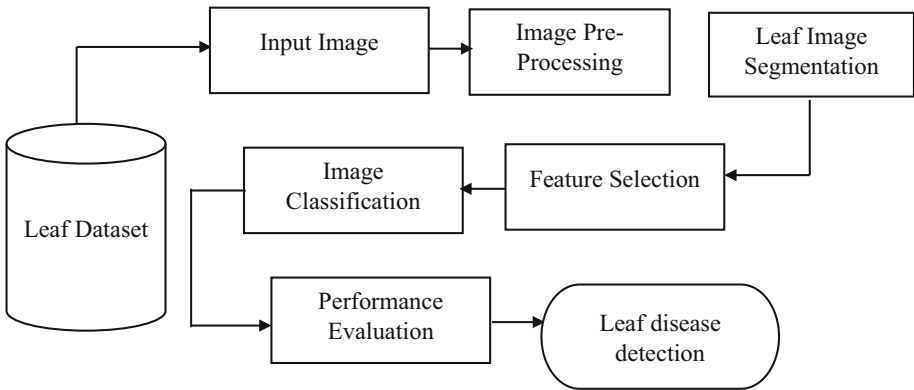 Input Image
Image Pre-
Processing
Leaf Image
Segmentation
Leaf Dataset
Image
Classification
Feature Selection
Performance
Evaluation
Leaf disease
detection